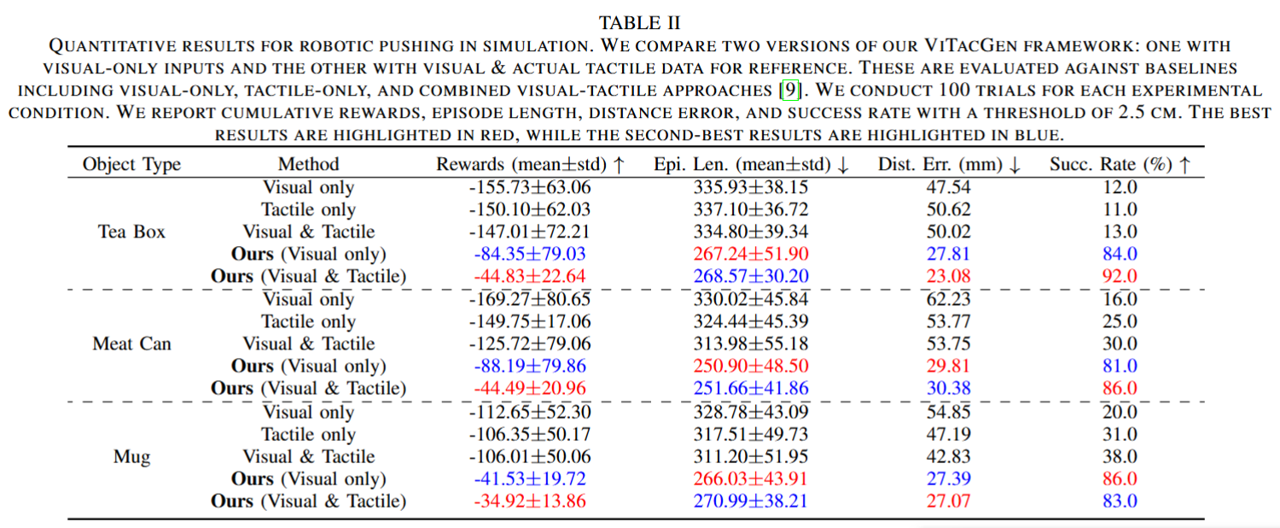 TABLE II
QUANTITATIVE RESULTS FOR ROBOTIC PUSHING IN SIMULATION. WE COMPARE TWO VERSIONS OF OUR VITACGEN FRAMEWORK: ONE WITH
VISUAL-ONLY INPUTS AND THE OTHER WITH VISUAL & ACTUAL TACTILE DATA FOR REFERENCE. THESE ARE EVALUATED AGAINST BASELINES
INCLUDING VISUAL-ONLY, TACTILE-ONLY, AND COMBINED VISUAL-TACTILE APPROACHES [9]. WE CONDUCT 100 TRIALS FOR EACH EXPERIMENTAL
CONDITION. WE REPORT CUMULATIVE REWARDS, EPISODE LENGTH, DISTANCE ERROR, AND SUCCESS RATE WITH A THRESHOLD OF 2.5 CM. THE BEST
RESULTS ARE HIGHLIGHTED IN RED, WHILE THE SECOND-BEST RESULTS ARE HIGHLIGHTED IN BLUE.
Object Type Method Rewards (mean±std) ↑ Epi. Len. (mean±std) ↓ Dist. Err. (mm) ↓ Succ. Rate (%) ↑
Visual only -155.73±63.06 335.93±38.15 47.54 12.0
Tactile only -150.10±62.03 337.10±36.72 50.62 11.0
Tea Box Visual & Tactile -147.01±72.21 334.80±39.34 50.02 13.0
Ours (Visual only) -84.35±79.03 267.24±51.90 27.81 84.0
Ours (Visual & Tactile) -44.83±22.64 268.57±30.20 23.08 92.0
Visual only -169.27±80.65 330.02±45.84 62.23 16.0
Tactile only -149.75±17.06 324.44±45.39 53.77 25.0
Meat Can Visual & Tactile -125.72±79.06 313.98±55.18 53.75 30.0
Ours (Visual only) -88.19±79.86 250.90±48.50 29.81 81.0
Ours (Visual & Tactile) -44.49±20.96 251.66±41.86 30.38 86.0
Visual only -112.65±52.30 328.78±43.09 54.85 20.0
Tactile only -106.35±50.17 317.51±49.73 47.19 31.0
Mug Visual & Tactile -106.01±50.06 311.20±51.95 42.83 38.0
Ours (Visual only) -41.53±19.72 266.03±43.91 27.39 86.0
Ours (Visual & Tactile) -34.92±13.86 270.99±38.21 27.07 83.0